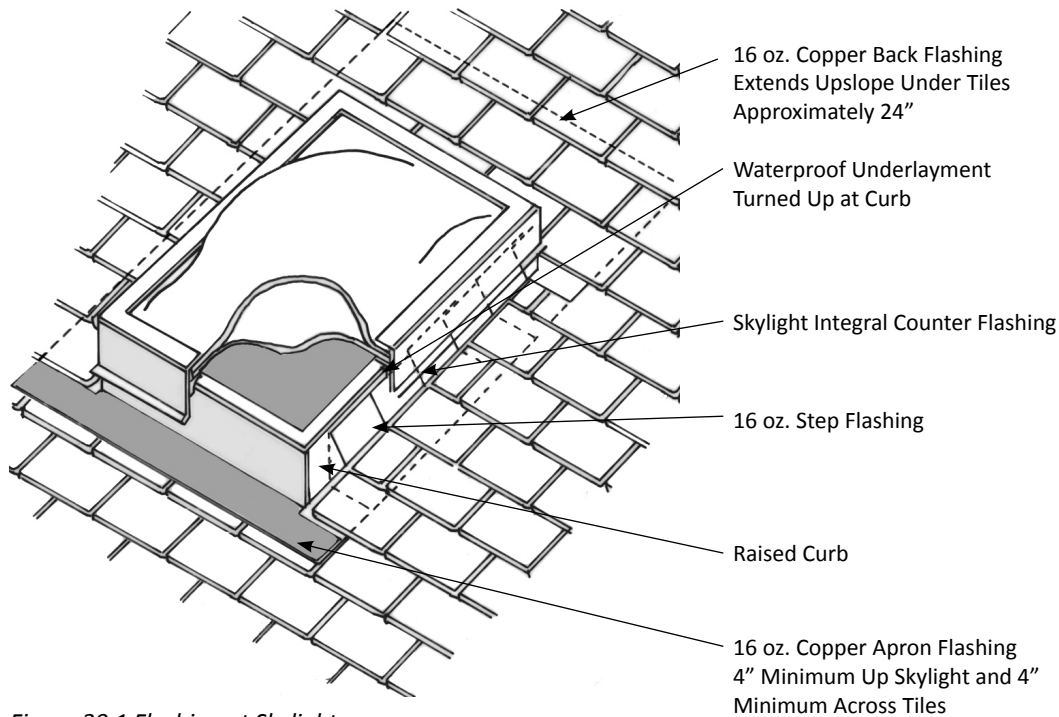 16 oz. Copper Back Flashing
Extends Upslope Under Tiles
Approximately 24”
Waterproof Underlayment
Turned Up at Curb
Skylight Integral Counter Flashing
16 oz. Step Flashing
Raised Curb
16 oz. Copper Apron Flashing
4” Minimum Up Skylight and 4”
Minimum Across Tiles